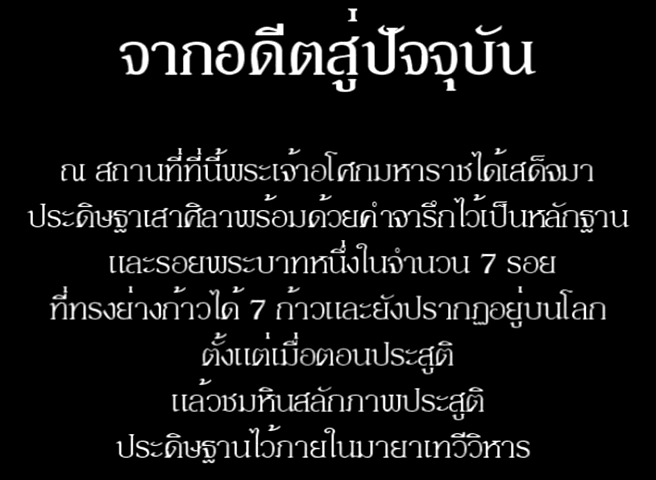 จากอดีตสู่ปัจจุบัน
ณ สถานที่ที่นี้พระเจ้าอโศกมหาราชได้เสด็จมา
ประดิษฐาเสาศิลาพร้อมด้วยคำจารึกไว้เป็นหลักฐาน
และรอยพระบาทหนึ่งในจำนวน 7 รอย
ที่ทรงย่างก้าวได้ 7 ก้าวและยังปรากฏอยู่บนโลก
ตั้งแต่เมื่อตอนประสูติ
แล้วชมหินสลักภาพประสูติ
ประดิษฐานไว้ภายในมายาเทวีวิหาร